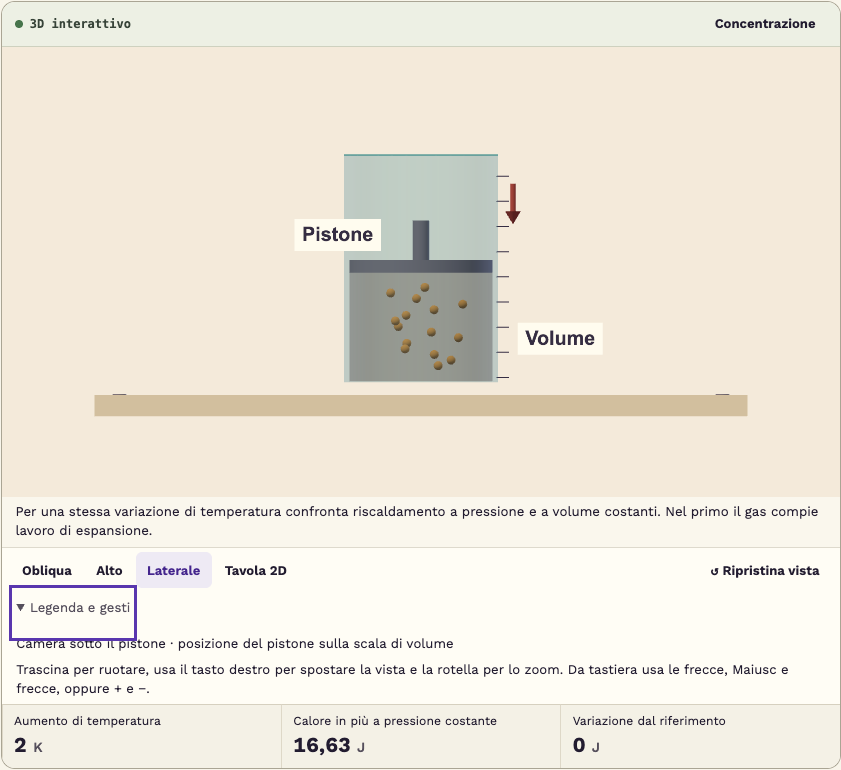 3D interattivo
Concentrazione
Pistone
Volume
Per una stessa variazione di temperatura confronta riscaldamento a pressione e a volume costanti. Nel primo il gas compie
lavoro di espansione.
Obliqua Alto Laterale Tavola 2D ↺ Ripristina vista
▼ Legenda e gesti
Camera sotto il pistone · posizione del pistone sulla scala di volume
Trascina per ruotare, usa il tasto destro per spostare la vista e la rotella per lo zoom. Da tastiera usa le frecce, Maiusc e
frecce, oppure + e −.
Aumento di temperatura
2 K
Calore in più a pressione costante
16,63 J
Variazione dal riferimento
0 J